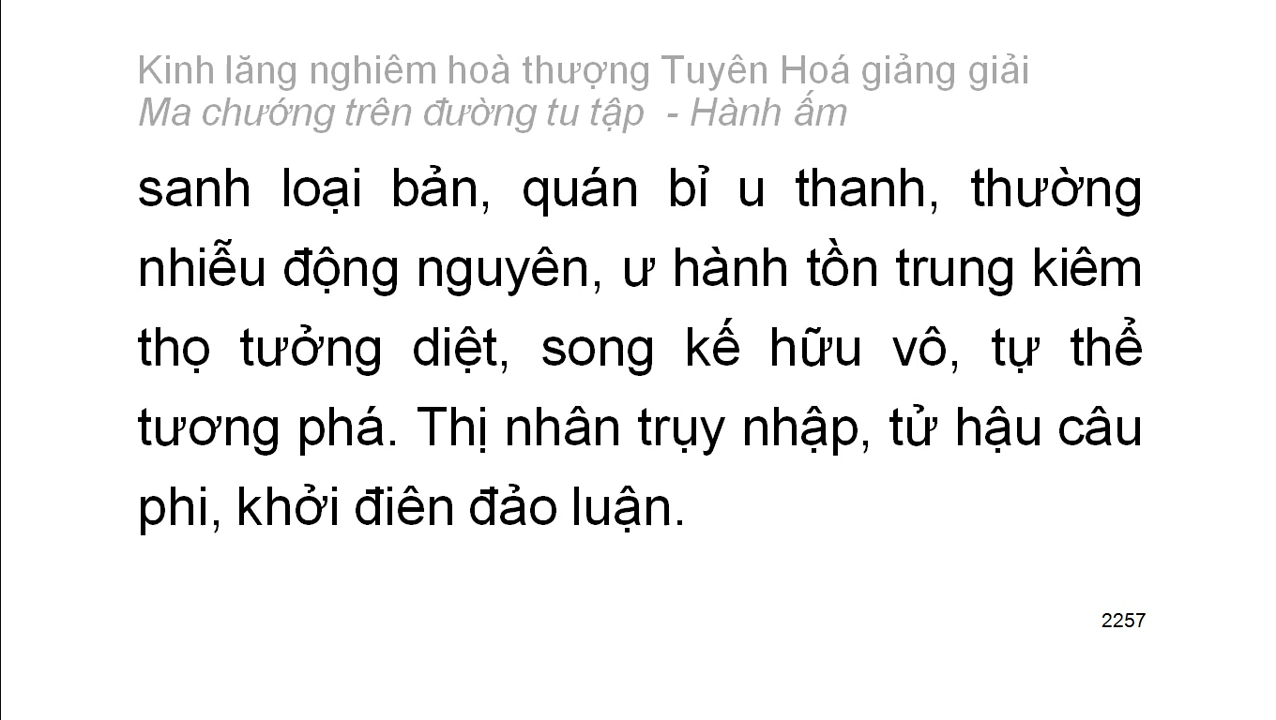 Kinh lăng nghiêm hoà thượng Tuyên Hoá giảng giải
Ma chướng trên đường tu tập - Hành ấm
sanh loại bản, quán bỉ u thanh, thường
nhiễu động nguyên, ư hành tồn trung kiêm
thọ tưởng diệt, song kế hữu vô, tự thể
tương phá. Thị nhân trụy nhập, tử hậu câu
phi, khởi điên đảo luận.
2257